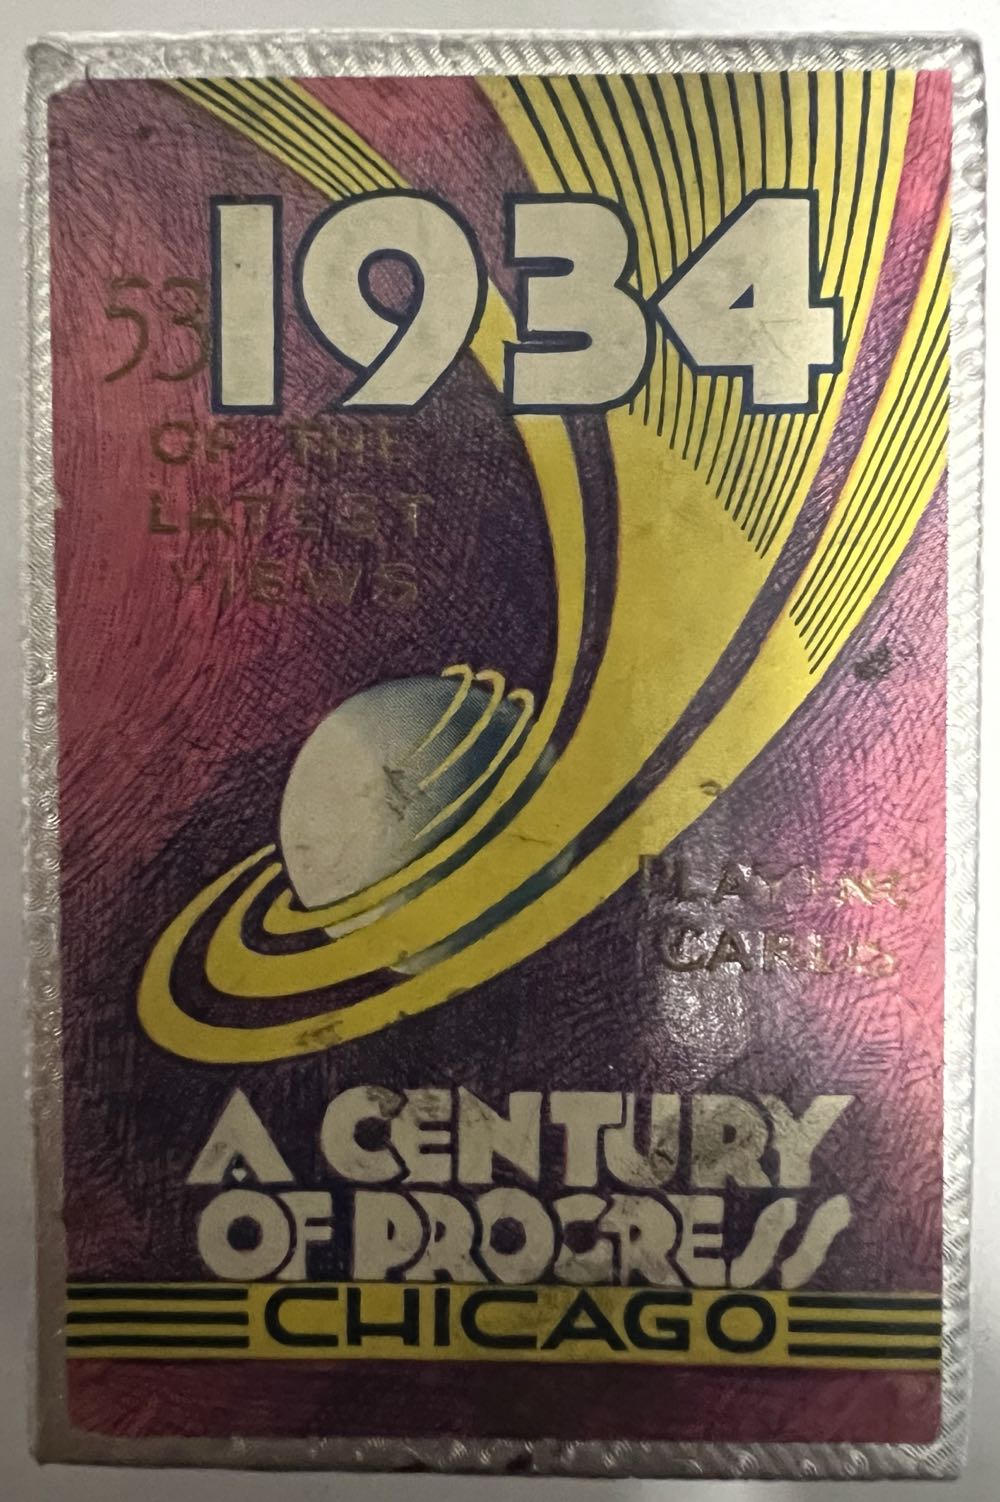 1934
53
OF THE
LATEST
VIEWS
PLAYING
CARDS
A CENTURY
OF PROGRESS
CHICAGO